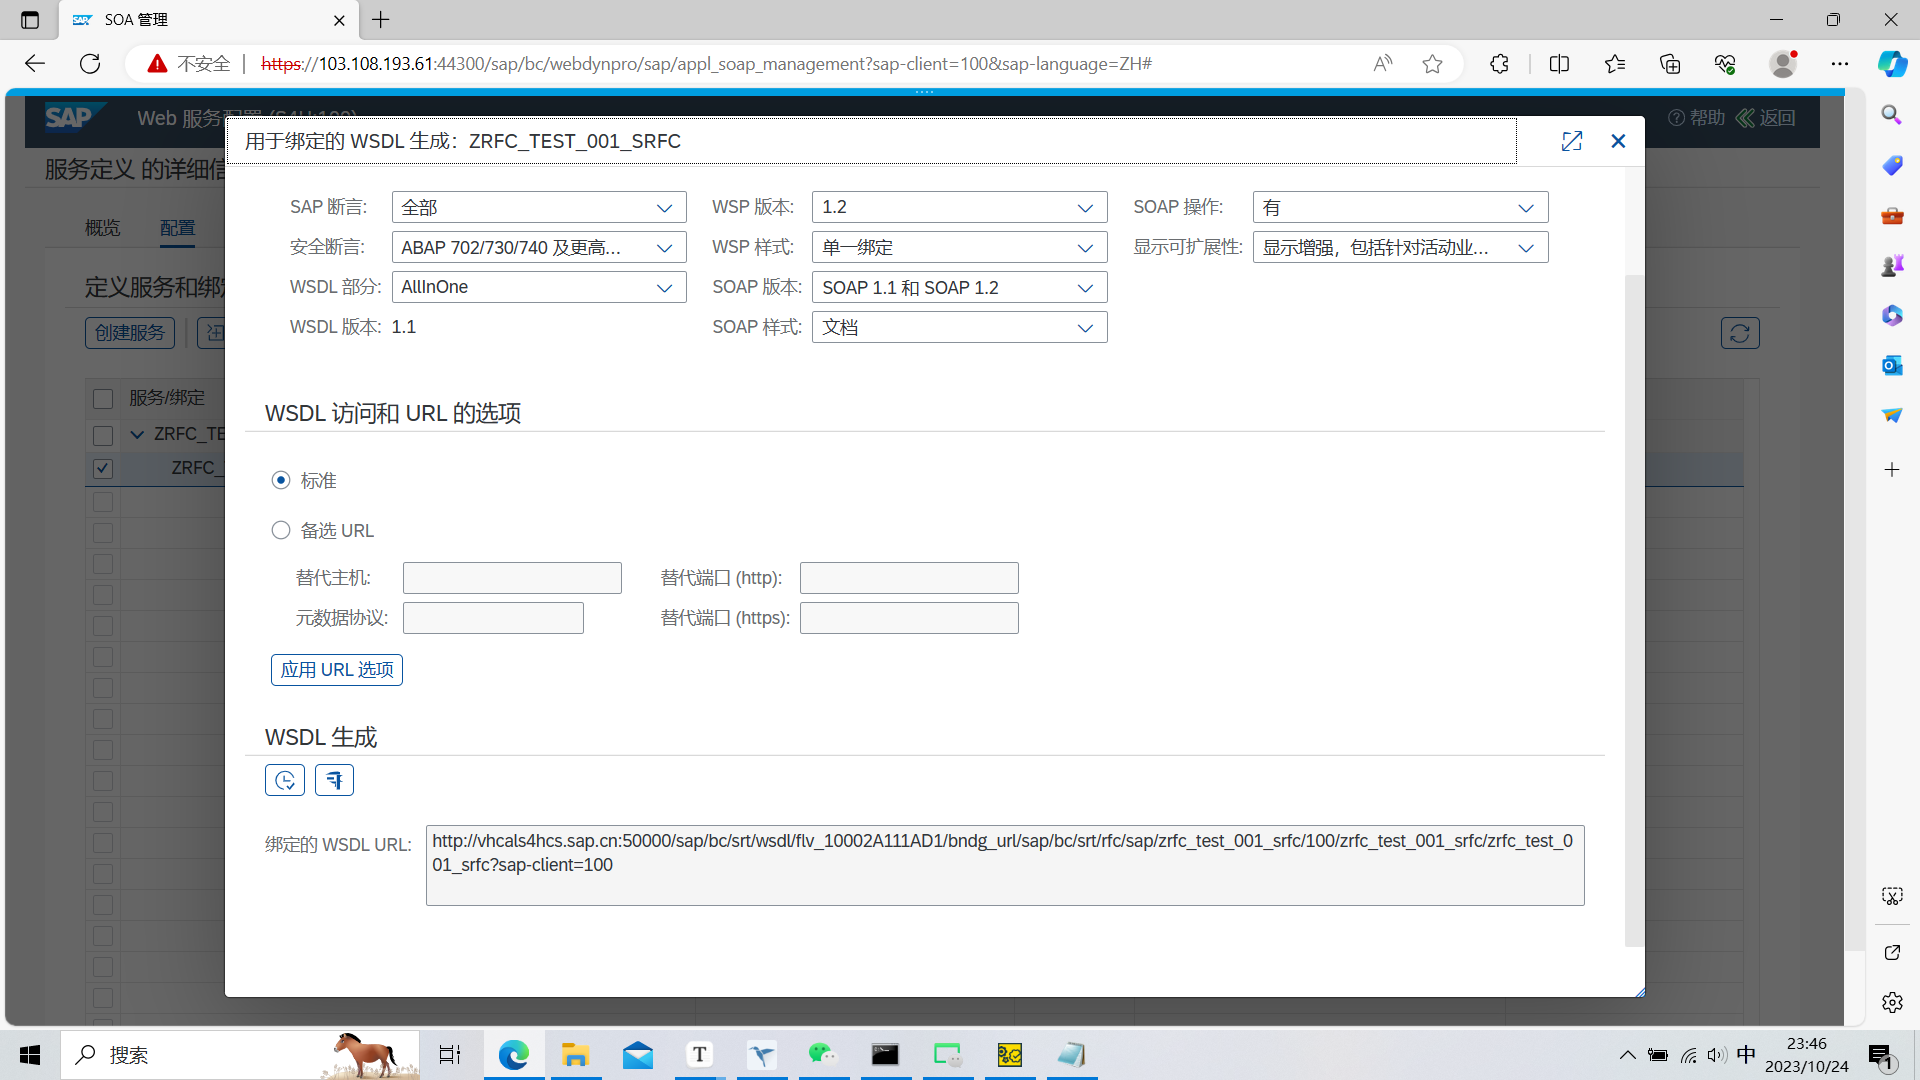 SOA 管理
不安全
https://103.108.193.61:44300/sap/bc/webdynpro/sap/appl_soap_management?sap-client=100&sap-language=ZH#
SAP
Web 服务配置 (S4H:100)
帮助
返回
服务定义 的详细信
用于绑定的 WSDL 生成: ZRFC_TEST_001_SRFC
概览
配置
定义服务和绑定
创建服务
服务/绑定
ZRFC_TE
ZRFC_
SAP 断言: 全部
WSP 版本: 1.2
SOAP 操作: 有
安全断言: ABAP 702/730/740 及更高...
WSP 样式: 单一绑定
显示可扩展性: 显示增强，包括针对活动业...
WSDL 部分: AllInOne
SOAP 版本: SOAP 1.1 和 SOAP 1.2
WSDL 版本: 1.1
SOAP 样式: 文档
WSDL 访问和 URL 的选项
标准
备选 URL
替代主机:
替代端口 (http):
元数据协议:
替代端口 (https):
应用 URL 选项
WSDL 生成
绑定的 WSDL URL:
http://vhcals4hcs.sap.cn:50000/sap/bc/srt/wsdl/flv_10002A111AD1/bndg_url/sap/bc/srt/rfc/sap/zrfc_test_001_srfc/100/zrfc_test_001_srfc/zrfc_test_0
01_srfc?sap-client=100
搜索
T
中
23:46
2023/10/24
1